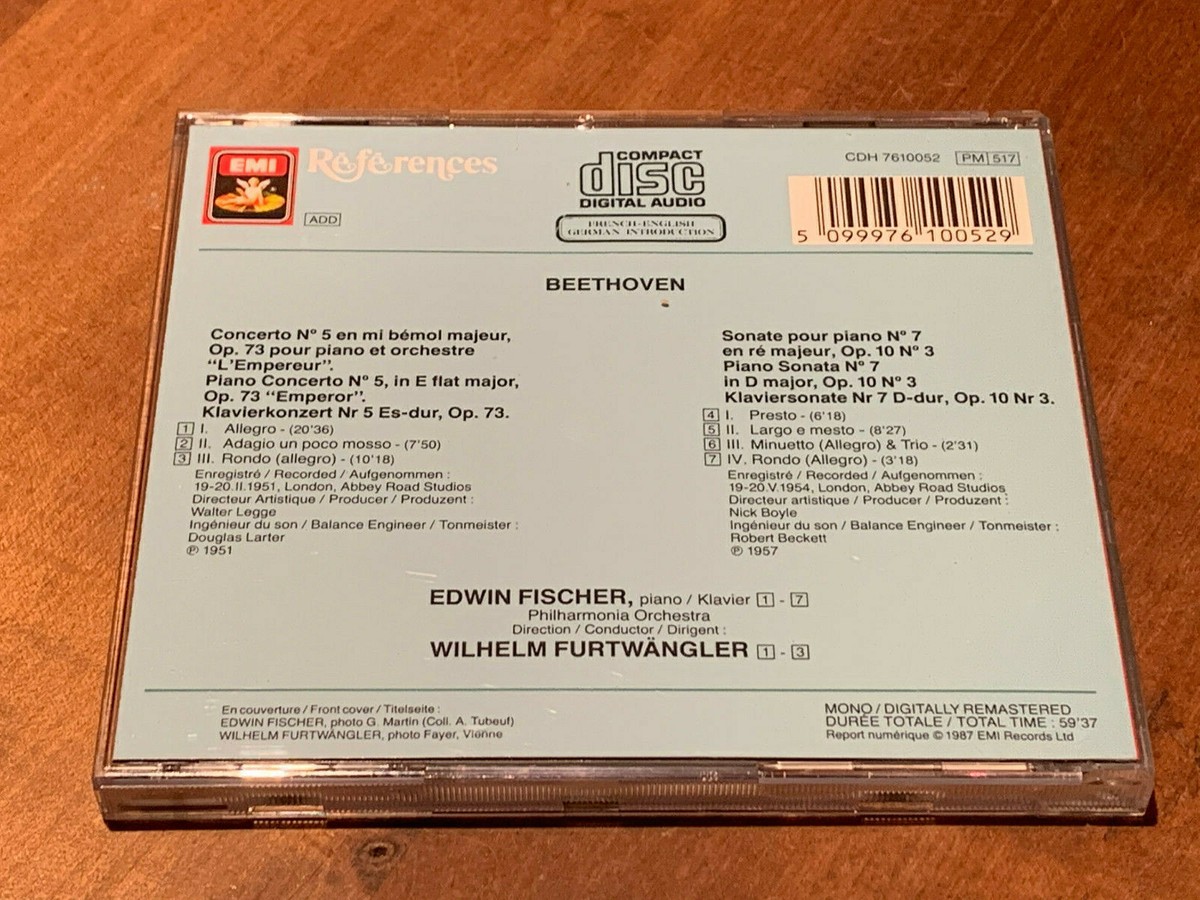 EMI
Références
ADD
COMPACT
disc
DIGITAL AUDIO
FRENCH-ENGLISH
GERMAN INTRODUCTION
CDH 7610052 PM 517
5 099976 100529
BEETHOVEN
Concerto Nº 5 en mi bémol majeur,
Op. 73 pour piano et orchestre
“L'Empereur”.
Piano Concerto Nº 5, in E flat major,
Op. 73 “Emperor”.
Klavierkonzert Nr 5 Es-dur, Op. 73.
1 I. Allegro - (20'36)
2 II. Adagio un poco mosso - (7'50)
3 III. Rondo (allegro) - (10'18)
Enregistré / Recorded / Aufgenommen :
19-20.II.1951, London, Abbey Road Studios
Directeur Artistique / Producer / Produzent :
Walter Legge
Ingénieur du son / Balance Engineer / Tonmeister :
Douglas Larter
℗ 1951
Sonate pour piano Nº 7
en ré majeur, Op. 10 Nº 3
Piano Sonata Nº 7
in D major, Op. 10 Nº 3
Klaviersonate Nr 7 D-dur, Op. 10 Nr 3.
4 I. Presto - (6'18)
5 II. Largo e mesto - (8'27)
6 III. Minuetto (Allegro) & Trio - (2'31)
7 IV. Rondo (Allegro) - (3'18)
Enregistré / Recorded / Aufgenommen :
19-20.V.1954, London, Abbey Road Studios
Directeur artistique / Producer / Produzent :
Nick Boyle
Ingénieur du son / Balance Engineer / Tonmeister :
Robert Beckett
℗ 1957
EDWIN FISCHER, piano / Klavier 1 - 7
Philharmonia Orchestra
Direction / Conductor / Dirigent :
WILHELM FURTWÄNGLER 1 - 3
En couverture / Front cover / Titelseite :
EDWIN FISCHER, photo G. Martin (Coll. A. Tubeuf)
WILHELM FURTWÄNGLER, photo Fayer, Vienne
MONO / DIGITALLY REMASTERED
DURÉE TOTALE / TOTAL TIME : 59'37
Report numérique © 1987 EMI Records Ltd